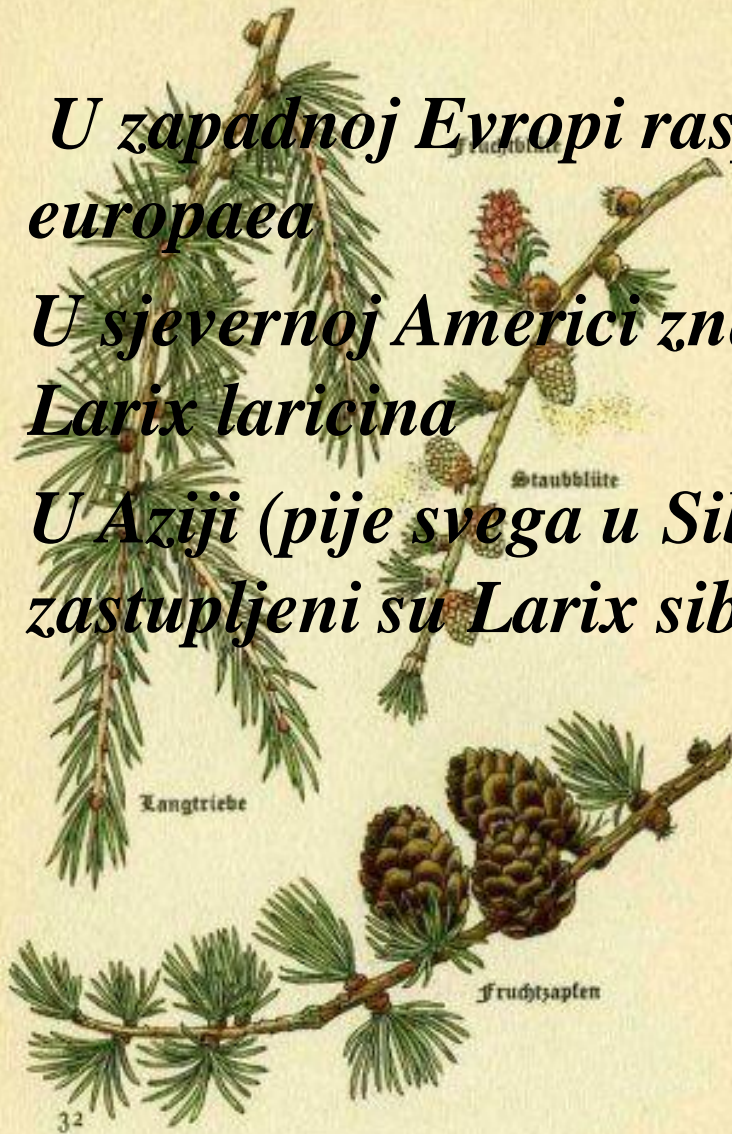 U zapadnoj Evropi ras
Fruchtblüte
europaea
U sjevernoj Americi zn
Larix laricina
Staubblüte
U Aziji (pije svega u Si
zastupljeni su Larix sib
Langtriebe
Fruchtzapfen
32